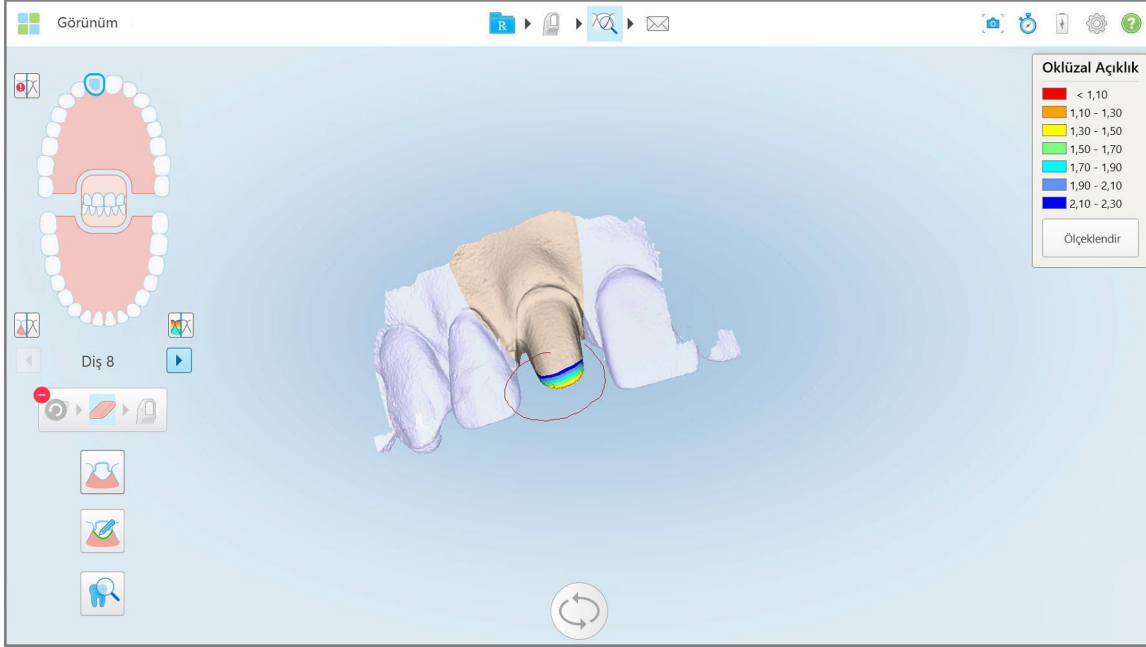 Görünüm
R
?
Oklüzal Açıklık
< 1,10
1,10 - 1,30
1,30 - 1,50
1,50 - 1,70
1,70 - 1,90
1,90 - 2,10
2,10 - 2,30
Ölçeklendir
Diş 8